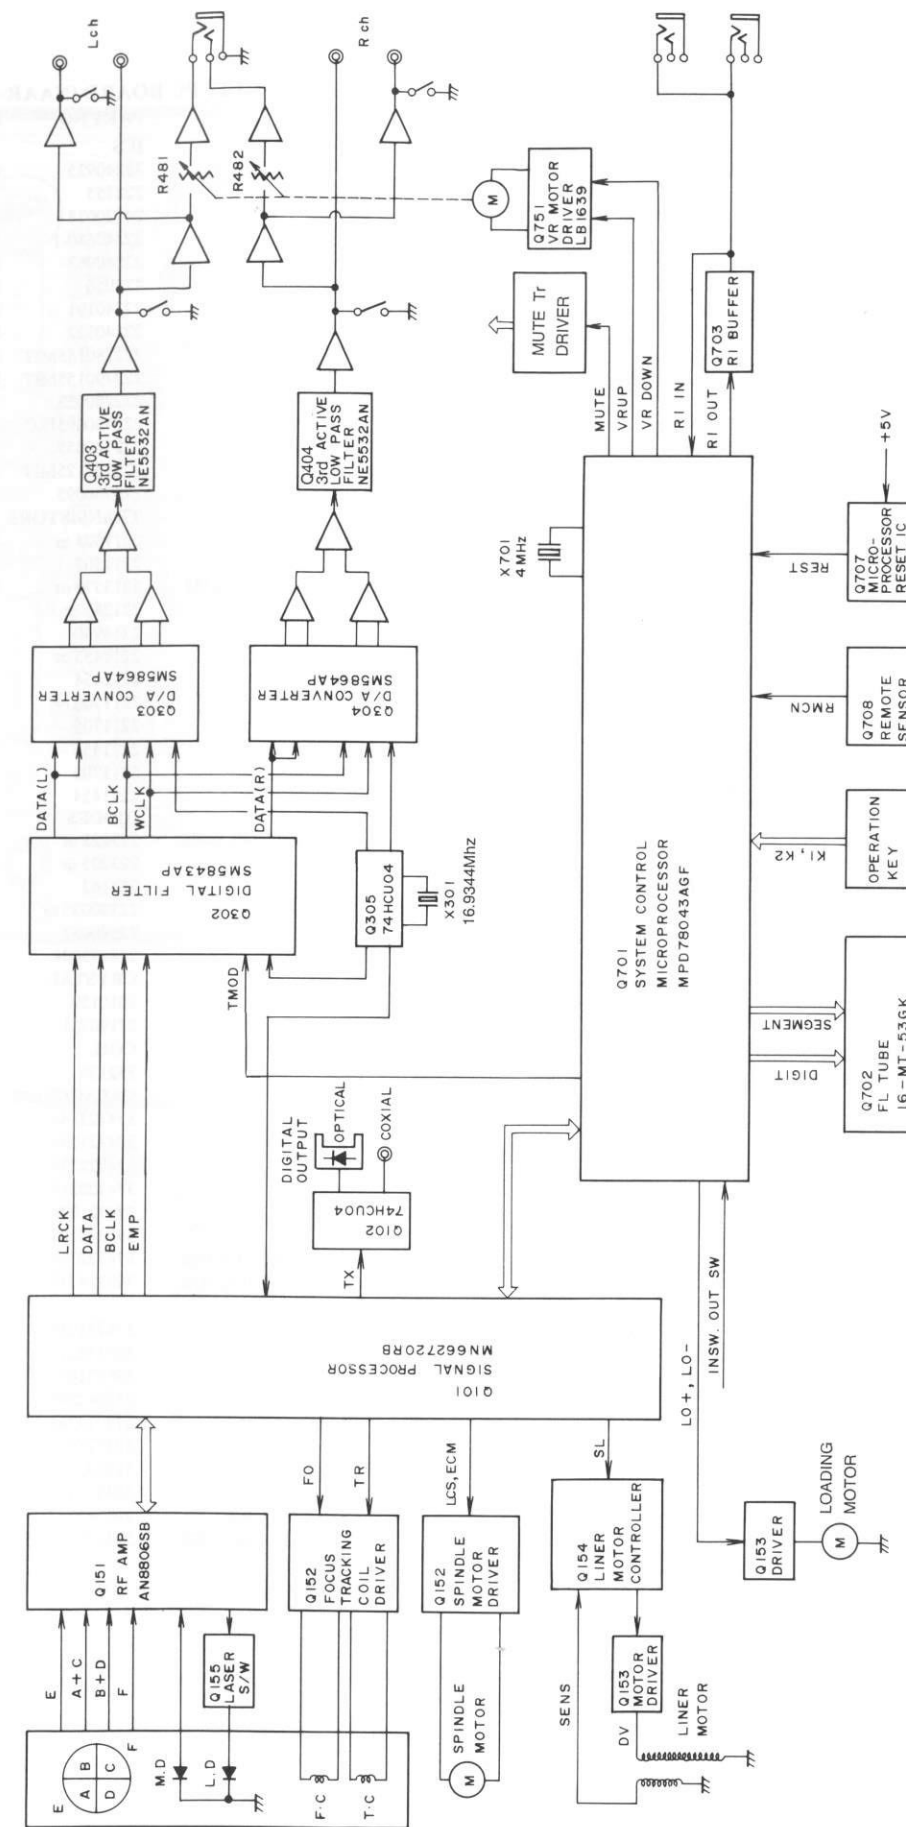 Lch
R481
R482
Rch
Q403
3rd ACTIVE
LOW PASS
FILTER
NE5532AN
Q404
3rd ACTIVE
LOW PASS
FILTER
NE5532AN
M
Q751
VR MOTOR
DRIVER
LB1639
MUTE Tr
DRIVER
MUTE
VRUP
VR DOWN
RI IN
RI OUT
Q703
RI BUFFER
Q303
D/A CONVERTER
SM5864AP
Q304
D/A CONVERTER
SM5864AP
X701
4MHz
REST
Q707
MICRO-
PROCESSOR
RESET IC
+5V
DATA(L)
BCLK
WCLK
DATA(R)
Q302
DIGITAL FILTER
SM5843AP
Q305
74HCU04
X301
16.9344Mhz
Q701
SYSTEM CONTROL
MICROPROCESSOR
MPD78043AGF
RMCN
Q708
REMOTE
SENSOR
K1,K2
OPERATION
KEY
SEGMENT
DIGIT
Q702
FL TUBE
16-MT-53GK
LRCK
DATA
BCLK
EMP
TMOD
DIGITAL
OUTPUT
OPTICAL
COXIAL
Q102
74HCU04
TX
Q101
SIGNAL PROCESSOR
MN662720RB
LO+, LO-
INSW. OUT SW
Q151
RF AMP
AN8806SB
FO
TR
LCS,ECM
SL
Q152
FOCUS
TRACKING
COIL
DRIVER
Q152
SPINDLE
MOTOR
DRIVER
Q154
LINER
MOTOR
CONTROLLER
Q153
DRIVER
M
LOADING
MOTOR
E
A+C
B+D
F
Q155
LASER
S/W
SPINDLE
MOTOR
M
SENS
Q153
MOTOR
DRIVER
DV
LINER
MOTOR
E
A
B
D
C
F
M.D
L.D
F·C
T·C